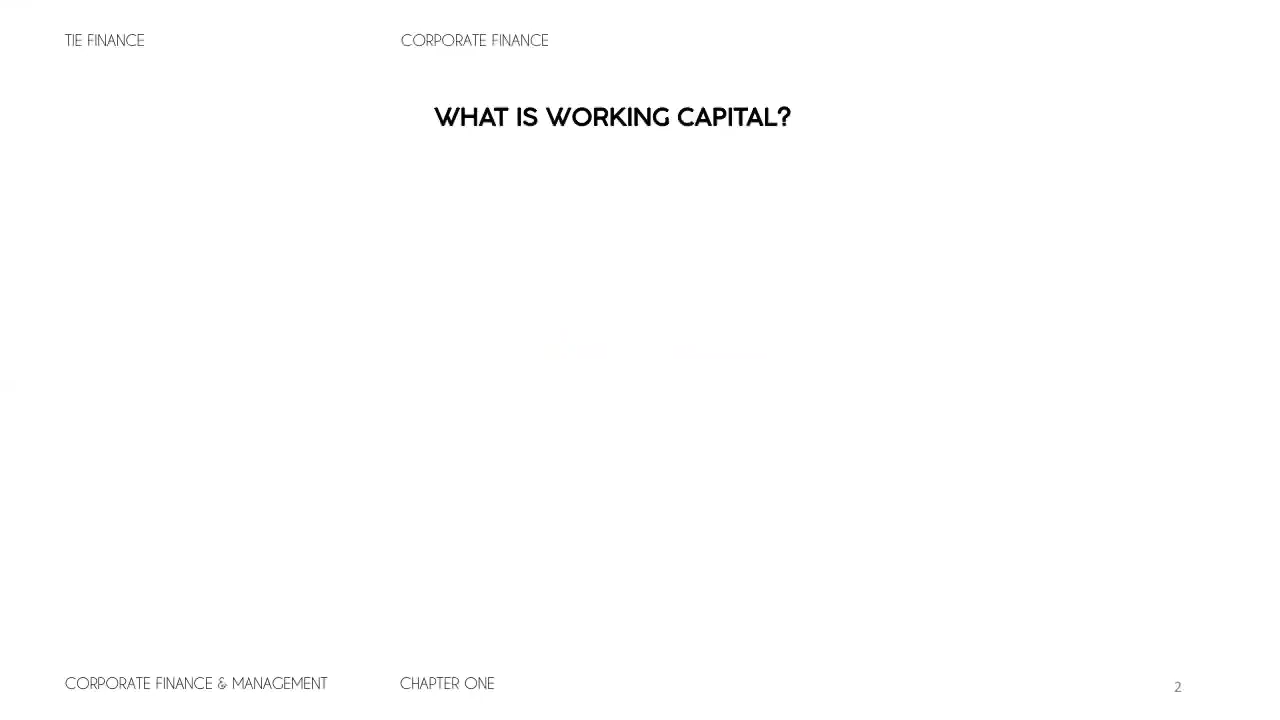 TIE FINANCE
CORPORATE FINANCE
WHAT IS WORKING CAPITAL?
CORPORATE FINANCE & MANAGEMENT
CHAPTER ONE
2